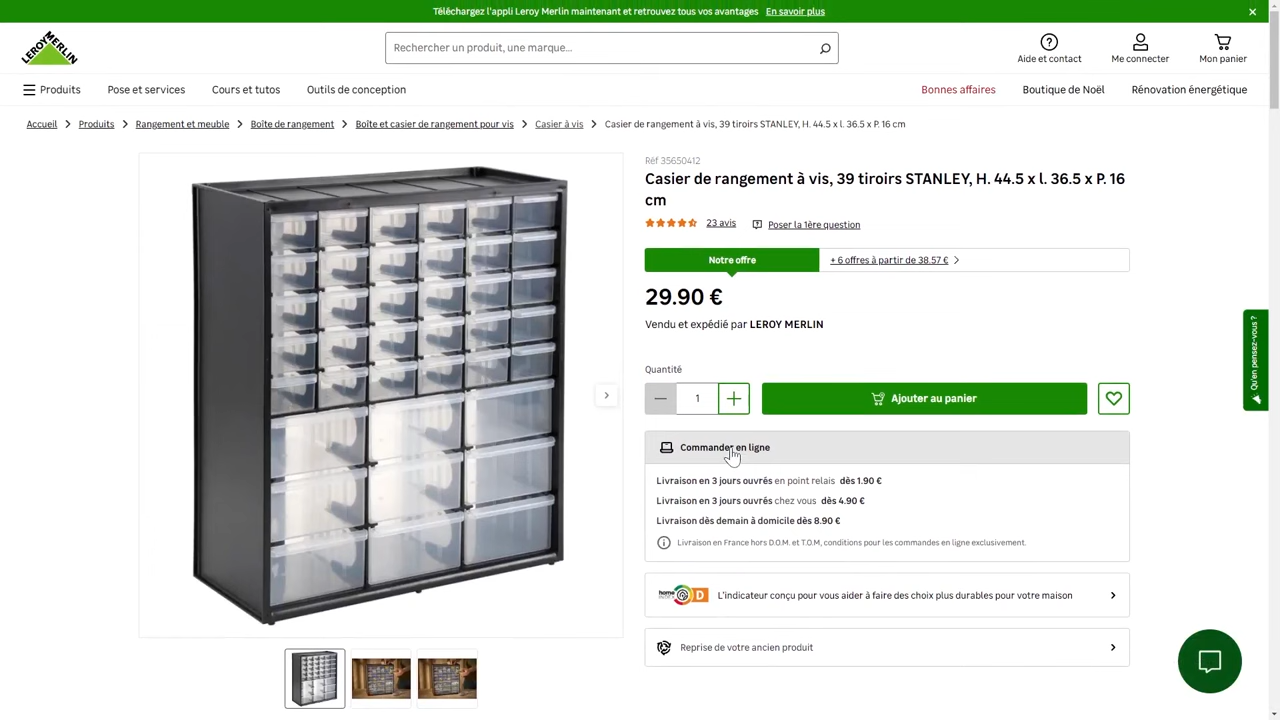 Téléchargez l'appli Leroy Merlin maintenant et retrouvez tous vos avantages En savoir plus
LEROY MERLIN
Rechercher un produit, une marque...
Aide et contact
Me connecter
Mon panier
Produits
Pose et services
Cours et tutos
Outils de conception
Bonnes affaires
Boutique de Noël
Rénovation énergétique
Accueil > Produits > Rangement et meuble > Boîte de rangement > Boîte et casier de rangement pour vis > Casier à vis > Casier de rangement à vis, 39 tiroirs STANLEY, H. 44.5 x l. 36.5 x P. 16 cm
Réf 35650412
Casier de rangement à vis, 39 tiroirs STANLEY, H. 44.5 x l. 36.5 x P. 16
cm
23 avis
Poser la 1ère question
Notre offre
+ 6 offres à partir de 38.57 € >
29.90 €
Vendu et expédié par LEROY MERLIN
Qu'en pensez-vous ?
Quantité
1
Ajouter au panier
Commander en ligne
Livraison en 3 jours ouvrés en point relais dès 1.90 €
Livraison en 3 jours ouvrés chez vous dès 4.90 €
Livraison dès demain à domicile dès 8.90 €
Livraison en France hors D.O.M. et T.O.M, conditions pour les commandes en ligne exclusivement.
home
D
L'indicateur conçu pour vous aider à faire des choix plus durables pour votre maison
Reprise de votre ancien produit